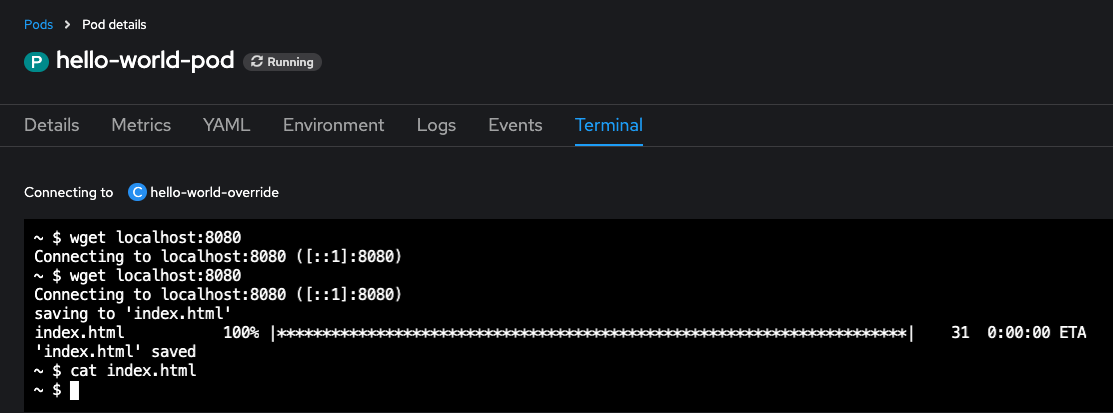 Pods > Pod details
P hello-world-pod Running
Details Metrics YAML Environment Logs Events Terminal
Connecting to C hello-world-override
~ $ wget localhost:8080
Connecting to localhost:8080 ([::1]:8080)
~ $ wget localhost:8080
Connecting to localhost:8080 ([::1]:8080)
saving to 'index.html'
index.html 100% |**********************************************************************| 31 0:00:00 ETA
'index.html' saved
~ $ cat index.html
~ $